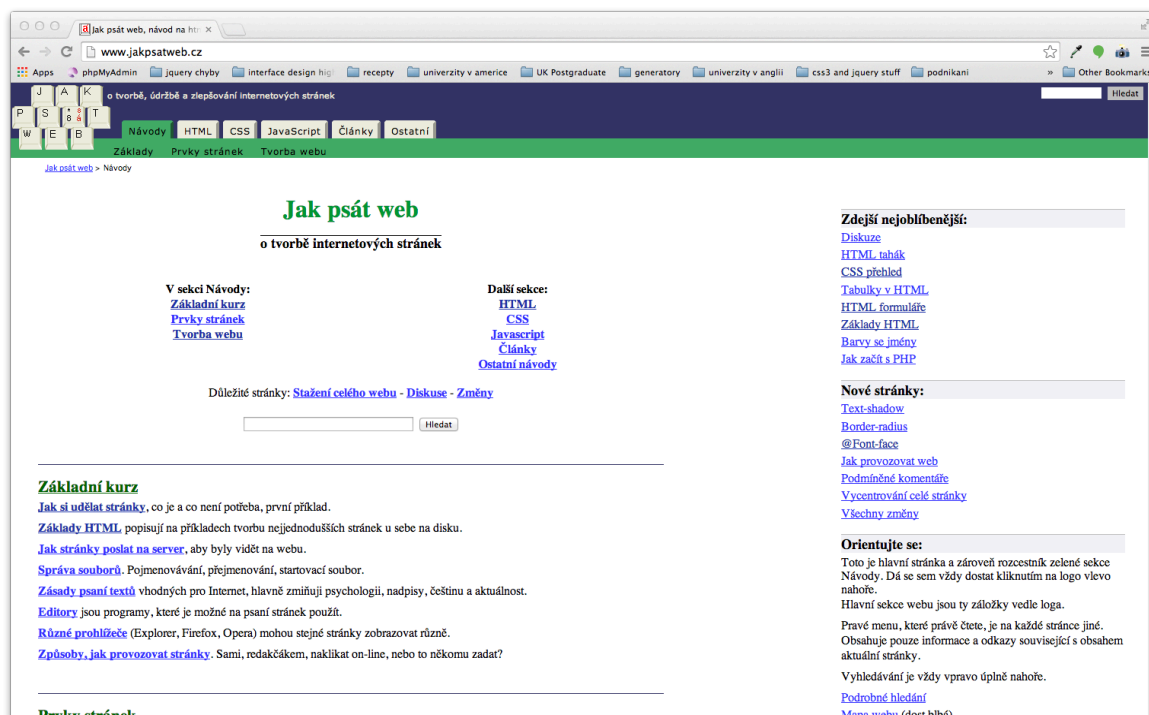 Jak psát web, návod na htm
www.jakpsatweb.cz
Apps phpMyAdmin jquery chyby interface design hig recepty univerzity v americe UK Postgraduate generatory univerzity v anglii css3 and jquery stuff podnikani » Other Bookmarks
J A K o tvorbě, údržbě a zlepšování internetových stránek Hledat
P S T
W E B Návody HTML CSS JavaScript Články Ostatní
Základy Prvky stránek Tvorba webu
Jak psát web > Návody
Jak psát web
o tvorbě internetových stránek
V sekci Návody:
Základní kurz
Prvky stránek
Tvorba webu
Další sekce:
HTML
CSS
Javascript
Články
Ostatní návody
Důležité stránky: Stažení celého webu - Diskuse - Změny
Hledat
Základní kurz
Jak si udělat stránky, co je a co není potřeba, první příklad.
Základy HTML popisují na příkladech tvorbu nejjednodušších stránek u sebe na disku.
Jak stránky poslat na server, aby byly vidět na webu.
Správa souborů. Pojmenovávání, přejmenování, startovací soubor.
Zásady psaní textů vhodných pro Internet, hlavně zmiňuji psychologii, nadpisy, češtinu a aktuálnost.
Editory jsou programy, které je možné na psaní stránek použít.
Různé prohlížeče (Explorer, Firefox, Opera) mohou stejné stránky zobrazovat různě.
Způsoby, jak provozovat stránky. Sami, redakčákem, naklikat on-line, nebo to někomu zadat?
Prvky stránek
Zdejší nejoblíbenější:
Diskuze
HTML tahák
CSS přehled
Tabulky v HTML
HTML formuláře
Základy HTML
Barvy se jmény
Jak začít s PHP
Nové stránky:
Text-shadow
Border-radius
@Font-face
Jak provozovat web
Podmíněné komentáře
Vycentrování celé stránky
Všechny změny
Orientujte se:
Toto je hlavní stránka a zároveň rozcestník zelené sekce
Návody. Dá se sem vždy dostat kliknutím na logo vlevo
nahoře.
Hlavní sekce webu jsou ty záložky vedle loga.
Pravé menu, které právě čtete, je na každé stránce jiné.
Obsahuje pouze informace a odkazy související s obsahem
aktuální stránky.
Vyhledávání je vždy vpravo úplně nahoře.
Podrobné hledání
Mapa webu (dost blbá)